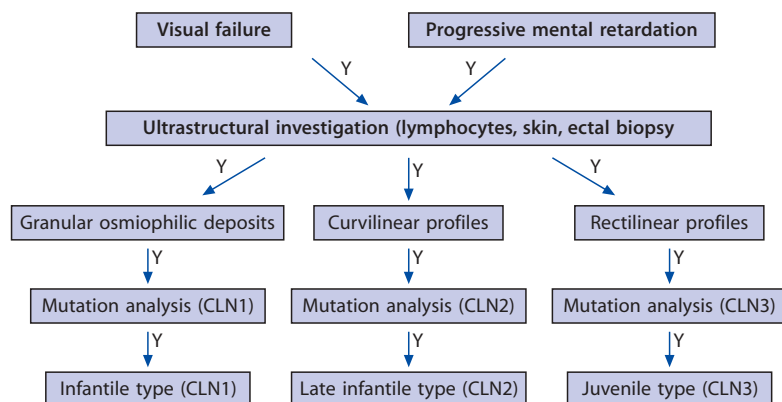 Visual failure
Progressive mental retardation
Y
Y
Ultrastructural investigation (lymphocytes, skin, ectal biopsy
Y
Y
Y
Granular osmiophilic deposits
Curvilinear profiles
Rectilinear profiles
Y
Y
Y
Mutation analysis (CLN1)
Mutation analysis (CLN2)
Mutation analysis (CLN3)
Y
Y
Y
Infantile type (CLN1)
Late infantile type (CLN2)
Juvenile type (CLN3)